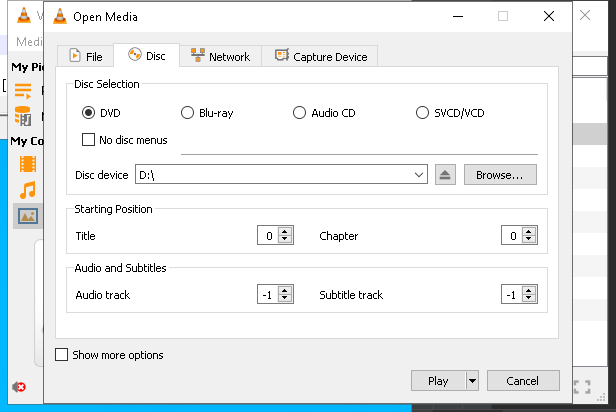 Open Media
Medi
File
Disc
Network
Capture Device
My Pi
Disc Selection
DVD
Blu-ray
Audio CD
SVCD/VCD
No disc menus
My Co
Disc device
D:\
Browse...
Starting Position
Title
0
Chapter
0
Audio and Subtitles
Audio track
-1
Subtitle track
-1
Show more options
Play
Cancel